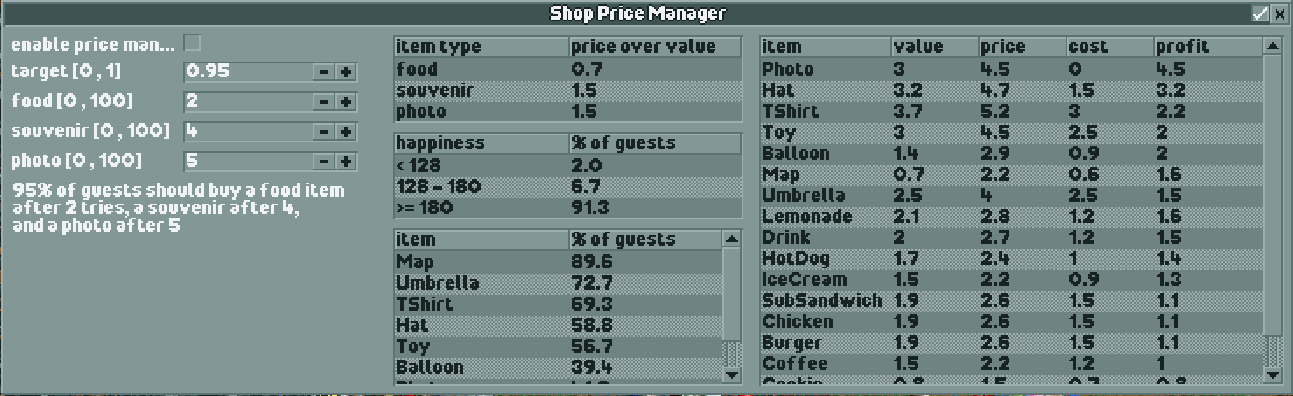 Shop Price Manager
enable price man...
target [0 , 1] 0.95 - +
food [0 , 100] 2 - +
souvenir [0 , 100] 4 - +
photo [0 , 100] 5 - +
95% of guests should buy a food item
after 2 tries, a souvenir after 4,
and a photo after 5
item type price over value
food 0.7
souvenir 1.5
photo 1.5
happiness % of guests
< 128 2.0
128 - 180 6.7
>= 180 91.3
item % of guests
Map 89.6
Umbrella 72.7
TShirt 69.3
Hat 58.8
Toy 56.7
Balloon 39.4
item value price cost profit
Photo 3 4.5 0 4.5
Hat 3.2 4.7 1.5 3.2
TShirt 3.7 5.2 3 2.2
Toy 3 4.5 2.5 2
Balloon 1.4 2.9 0.9 2
Map 0.7 2.2 0.6 1.6
Umbrella 2.5 4 2.5 1.5
Lemonade 2.1 2.8 1.2 1.6
Drink 2 2.7 1.2 1.5
HotDog 1.7 2.4 1 1.4
IceCream 1.5 2.2 0.9 1.3
SubSandwich 1.9 2.6 1.5 1.1
Chicken 1.9 2.6 1.5 1.1
Burger 1.9 2.6 1.5 1.1
Coffee 1.5 2.2 1.2 1